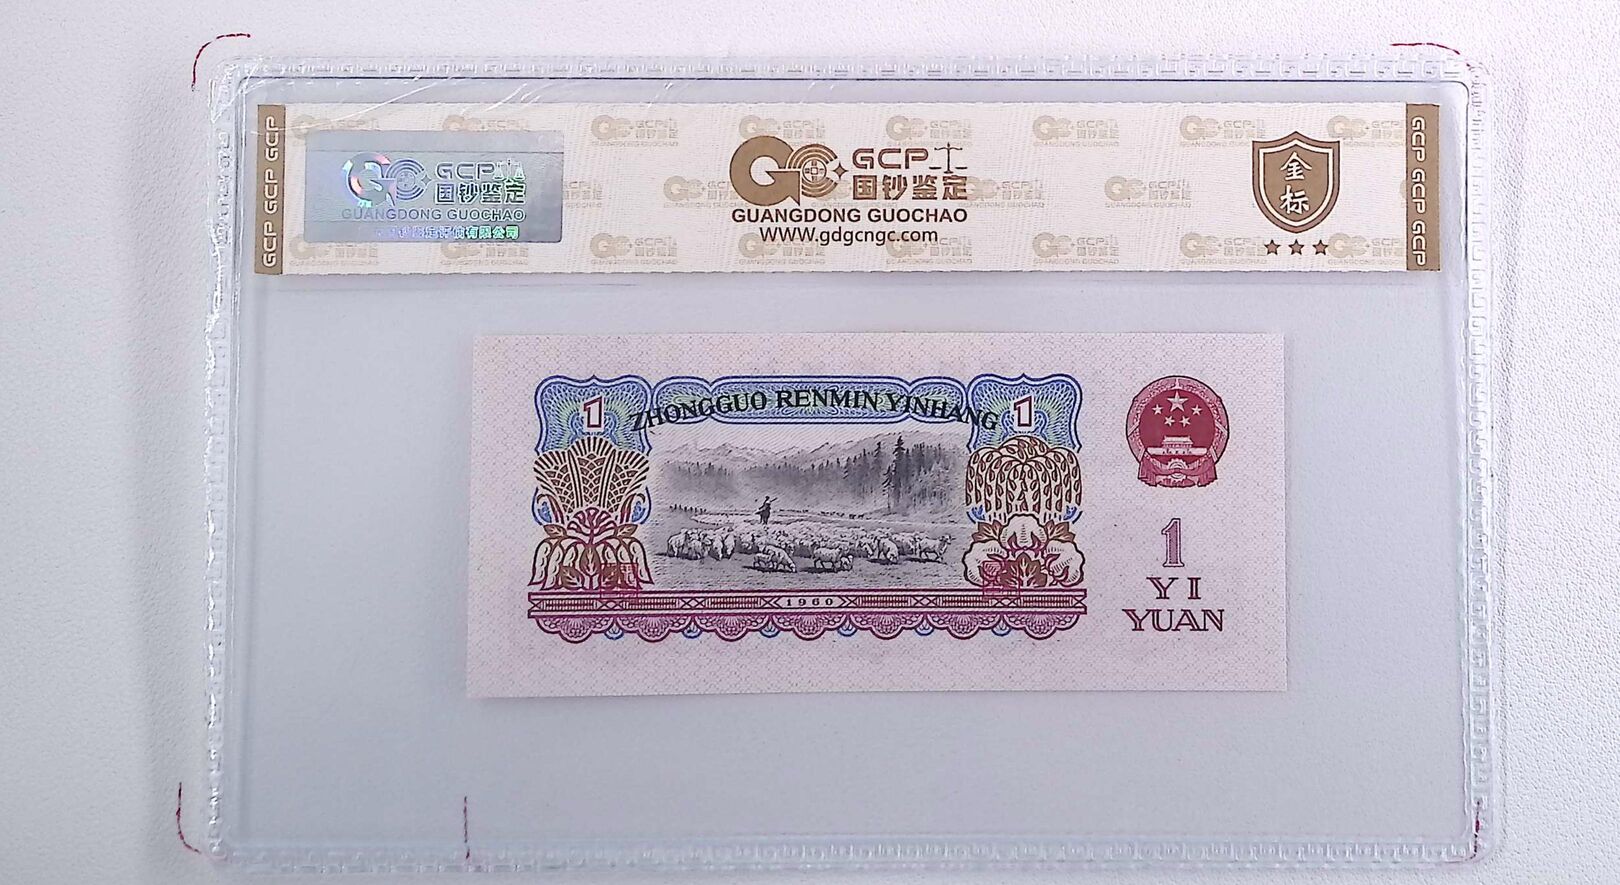 GCP GCP GCP
GCP
国钞鉴定
GUANGDONG GUOCHAO
GCP
国钞鉴定
GUANGDONG GUOCHAO
www.gdgcngc.com
金标
GCP GCP GCP
ZHONGGUO RENMIN YINHANG
1
1
1960
1
YI
YUAN